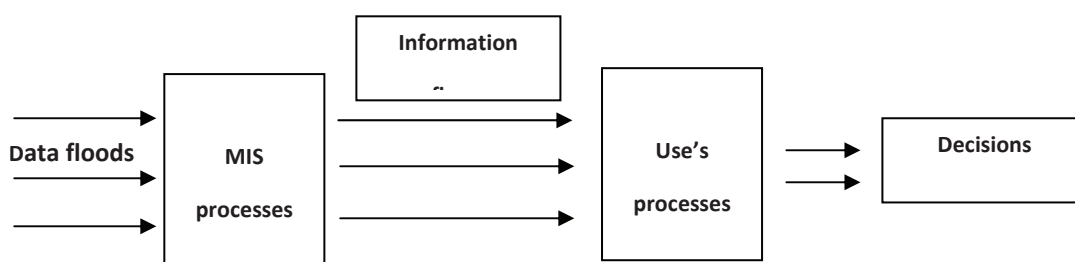 Information
Data floods
MIS
processes
Use's
processes
Decisions